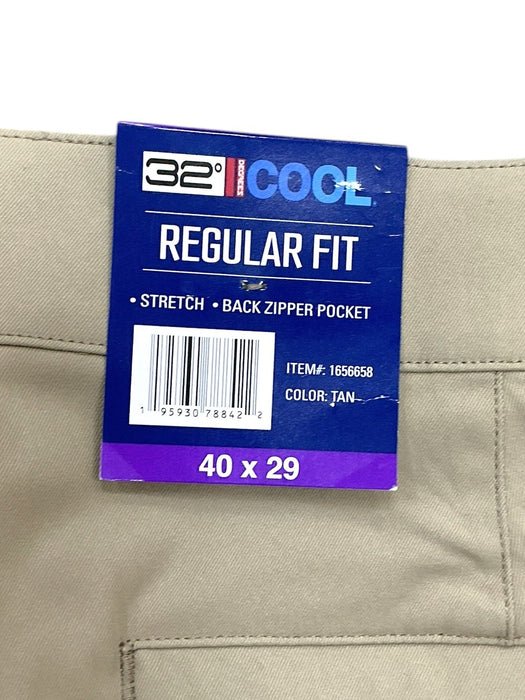 32° DEGREES COOL
REGULAR FIT
• STRETCH • BACK ZIPPER POCKET
ITEM#: 1656658
COLOR: TAN
1 95930 78842 2
40 x 29